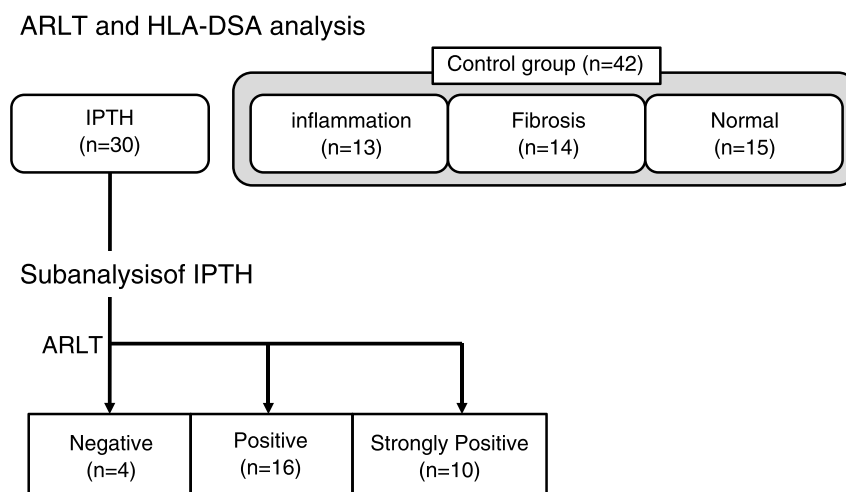 ARLT and HLA-DSA analysis
Control group (n=42)
IPTH
(n=30)
inflammation
(n=13)
Fibrosis
(n=14)
Normal
(n=15)
Subanalysisof IPTH
ARLT
Negative
(n=4)
Positive
(n=16)
Strongly Positive
(n=10)